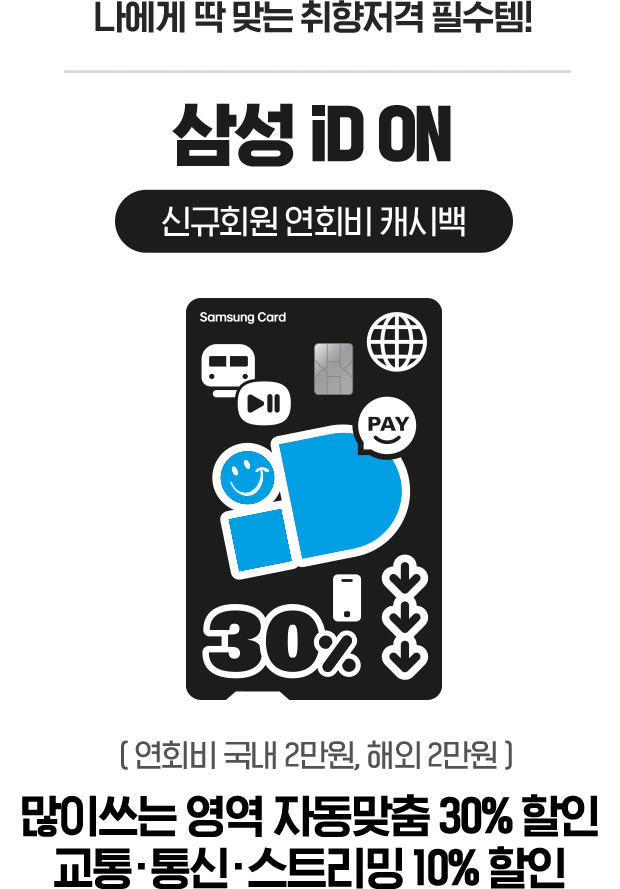 나에게 딱 맞는 취향저격 필수템!
삼성 iD ON
신규회원 연회비 캐시백
Samsung Card
PAY
30%
( 연회비 국내 2만원, 해외 2만원 )
많이쓰는 영역 자동맞춤 30% 할인
교통·통신·스트리밍 10% 할인